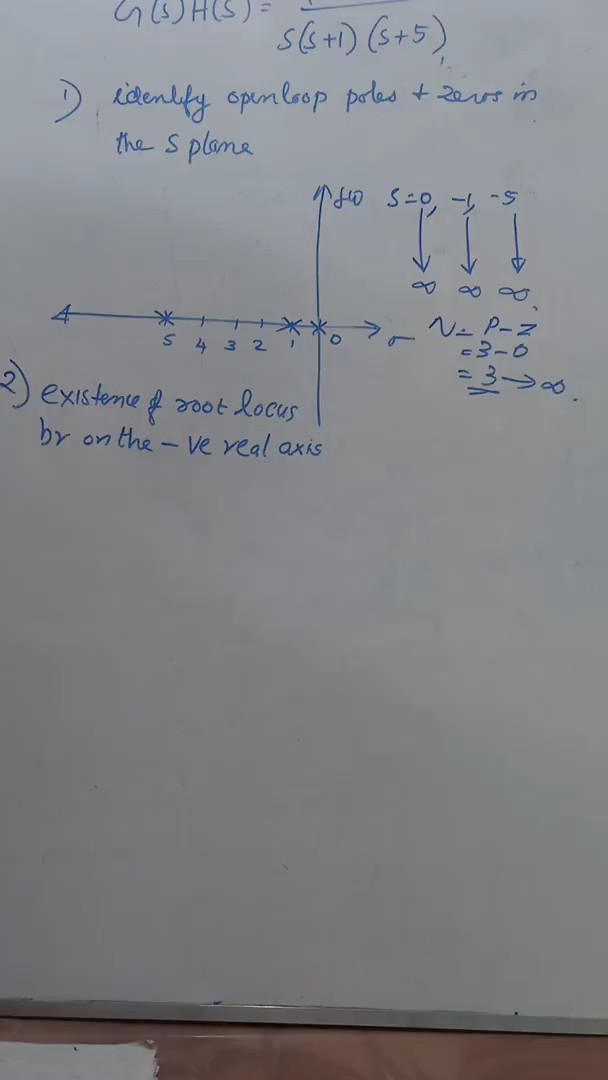 G(S)H(S) =
S(S+1)(S+5)
1) identify openloop poles + zeros in
the S plane
jω S=0, -1, -5
∞ ∞ ∞
5 4 3 2 1 0 σ
N = P-Z
= 3-0
= 3 → ∞
2) existence of root locus
br on the -ve real axis